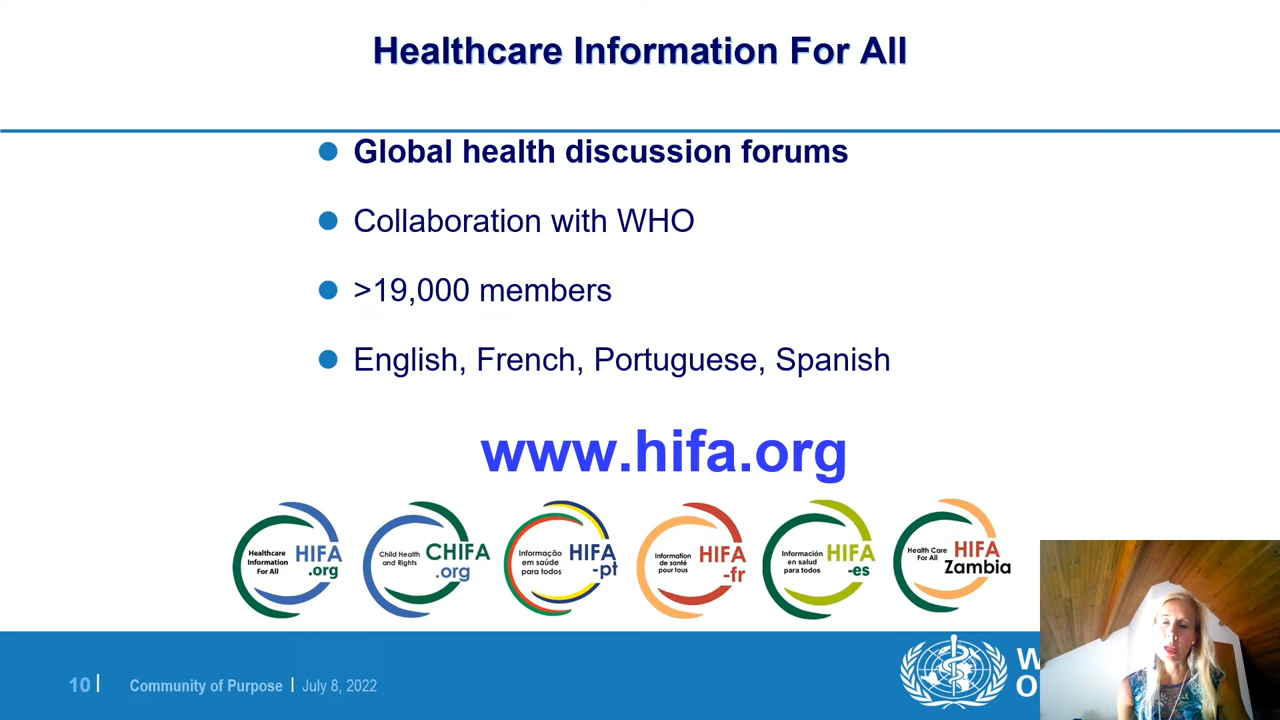 Healthcare Information For All
Global health discussion forums
Collaboration with WHO
>19,000 members
English, French, Portuguese, Spanish
www.hifa.org
Healthcare
Information
For All
HIFA
.org
Child Health
and Rights
CHIFA
.org
Informação
em saúde
para todos
HIFA
-pt
Information
de santé
pour tous
HIFA
-fr
Información
en salud
para todos
HIFA
-es
Health Care
For All
HIFA
Zambia
10 | Community of Purpose | July 8, 2022
W
O